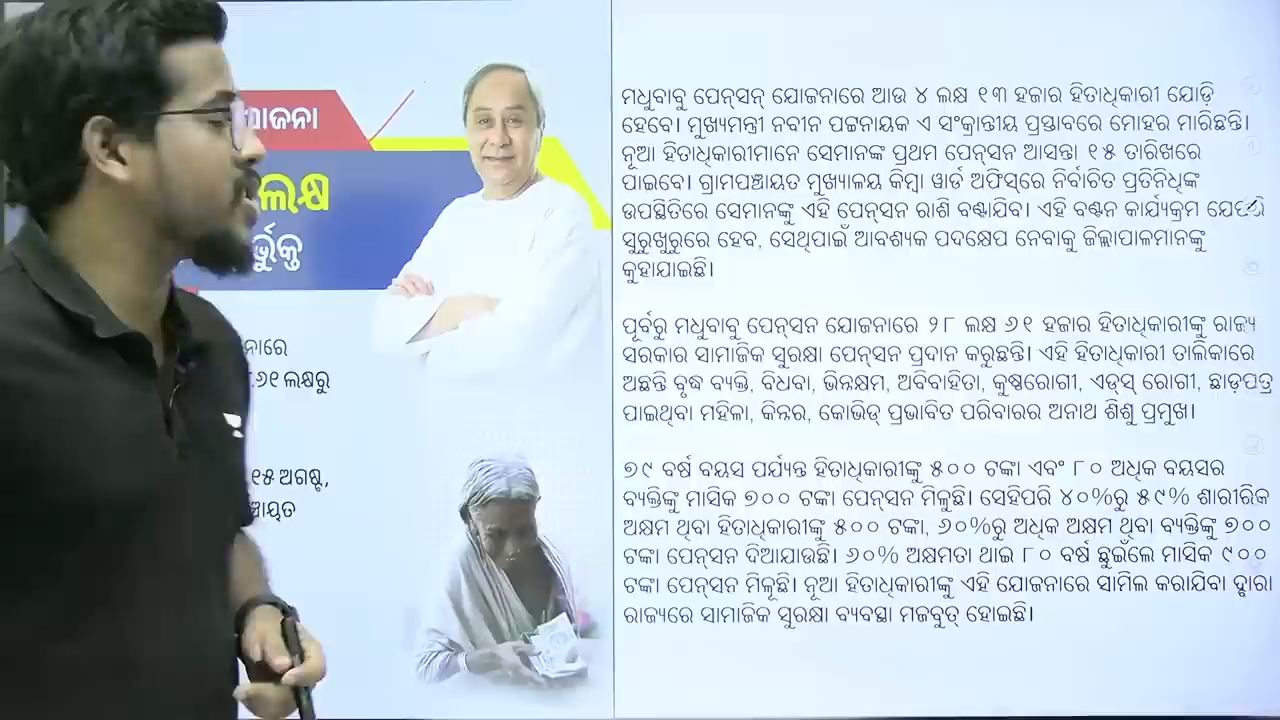 ଯୋଜନା
ଲକ୍ଷ
ର୍ଭୁକ୍ତ
ନାରେ
.୬୧ ଲକ୍ଷରୁ
୧୫ ଅଗଷ୍ଟ,
ଞ୍ଚାୟତ
ମଧୁବାବୁ ପେନ୍‌ସନ୍ ଯୋଜନାରେ ଆଉ ୪ ଲକ୍ଷ ୧୩ ହଜାର ହିତାଧିକାରୀ ଯୋଡ଼ି
ହେବେ। ମୁଖ୍ୟମନ୍ତ୍ରୀ ନବୀନ ପଟ୍ଟନାୟକ ଏ ସଂକ୍ରାନ୍ତୀୟ ପ୍ରସ୍ତାବରେ ମୋହର ମାରିଛନ୍ତି।
ନୂଆ ହିତାଧିକାରୀମାନେ ସେମାନଙ୍କ ପ୍ରଥମ ପେନ୍‌ସନ ଆସନ୍ତା ୧୫ ତାରିଖରେ
ପାଇବେ। ଗ୍ରାମପଞ୍ଚାୟତ ମୁଖ୍ୟାଳୟ କିମ୍ବା ୱାର୍ଡ ଅଫିସ୍‌ରେ ନିର୍ବାଚିତ ପ୍ରତିନିଧିଙ୍କ
ଉପସ୍ଥିତିରେ ସେମାନଙ୍କୁ ଏହି ପେନ୍‌ସନ ରାଶି ବଣ୍ଟାଯିବ। ଏହି ବଣ୍ଟନ କାର୍ଯ୍ୟକ୍ରମ
ସୁରୁଖୁରୁରେ ହେବ, ସେଥିପାଇଁ ଆବଶ୍ୟକ ପଦକ୍ଷେପ ନେବାକୁ ଜିଲ୍ଲାପାଳମାନଙ୍କୁ
କୁହାଯାଇଛି।
ପୂର୍ବରୁ ମଧୁବାବୁ ପେନ୍‌ସନ ଯୋଜନାରେ ୨୮ ଲକ୍ଷ ୬୧ ହଜାର ହିତାଧିକାରୀଙ୍କୁ ରାଜ୍ୟ
ସରକାର ସାମାଜିକ ସୁରକ୍ଷା ପେନ୍‌ସନ ପ୍ରଦାନ କରୁଛନ୍ତି। ଏହି ହିତାଧିକାରୀ ତାଲିକାରେ
ଅଛନ୍ତି ବୃଦ୍ଧ ବ୍ୟକ୍ତି, ବିଧବା, ଭିନ୍ନକ୍ଷମ, ଅବିବାହିତା, କୁଷ୍ଠରୋଗୀ, ଏଡ଼ସ୍ ରୋଗୀ, ଛାଡ଼ପତ୍ର
ପାଇଥିବା ମହିଳା, କିନ୍ନର, କୋଭିଡ୍ ପ୍ରଭାବିତ ପରିବାରର ଅନାଥ ଶିଶୁ ପ୍ରମୁଖ।
୭୯ ବର୍ଷ ବୟସ ପର୍ଯ୍ୟନ୍ତ ହିତାଧିକାରୀଙ୍କୁ ୫୦୦ ଟଙ୍କା ଏବଂ ୮୦ ଅଧିକ ବୟସର
ବ୍ୟକ୍ତିଙ୍କୁ ମାସିକ ୭୦୦ ଟଙ୍କା ପେନ୍‌ସନ ମିଳୁଛି। ସେହିପରି ୪୦%ରୁ ୫୯% ଶାରୀରିକ
ଅକ୍ଷମ ଥିବା ହିତାଧିକାରୀଙ୍କୁ ୫୦୦ ଟଙ୍କା, ୬୦%ରୁ ଅଧିକ ଅକ୍ଷମ ଥିବା ବ୍ୟକ୍ତିଙ୍କୁ ୭୦୦
ଟଙ୍କା ପେନ୍‌ସନ ଦିଆଯାଉଛି। ୬୦% ଅକ୍ଷମତା ଥାଇ ୮୦ ବର୍ଷ ଛୁଇଁଲେ ମାସିକ ୯୦୦
ଟଙ୍କା ପେନ୍‌ସନ ମିଳୁଛି। ନୂଆ ହିତାଧିକାରୀଙ୍କୁ ଏହି ଯୋଜନାରେ ସାମିଲ କରାଯିବା ଦ୍ୱାରା
ରାଜ୍ୟରେ ସାମାଜିକ ସୁରକ୍ଷା ବ୍ୟବସ୍ଥା ମଜବୁତ୍ ହୋଇଛି।